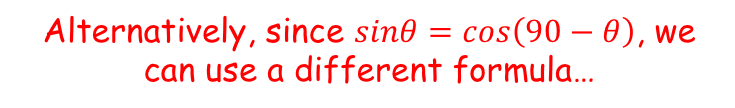 Alternatively, since sinθ = cos(90 − θ), we
can use a different formula…